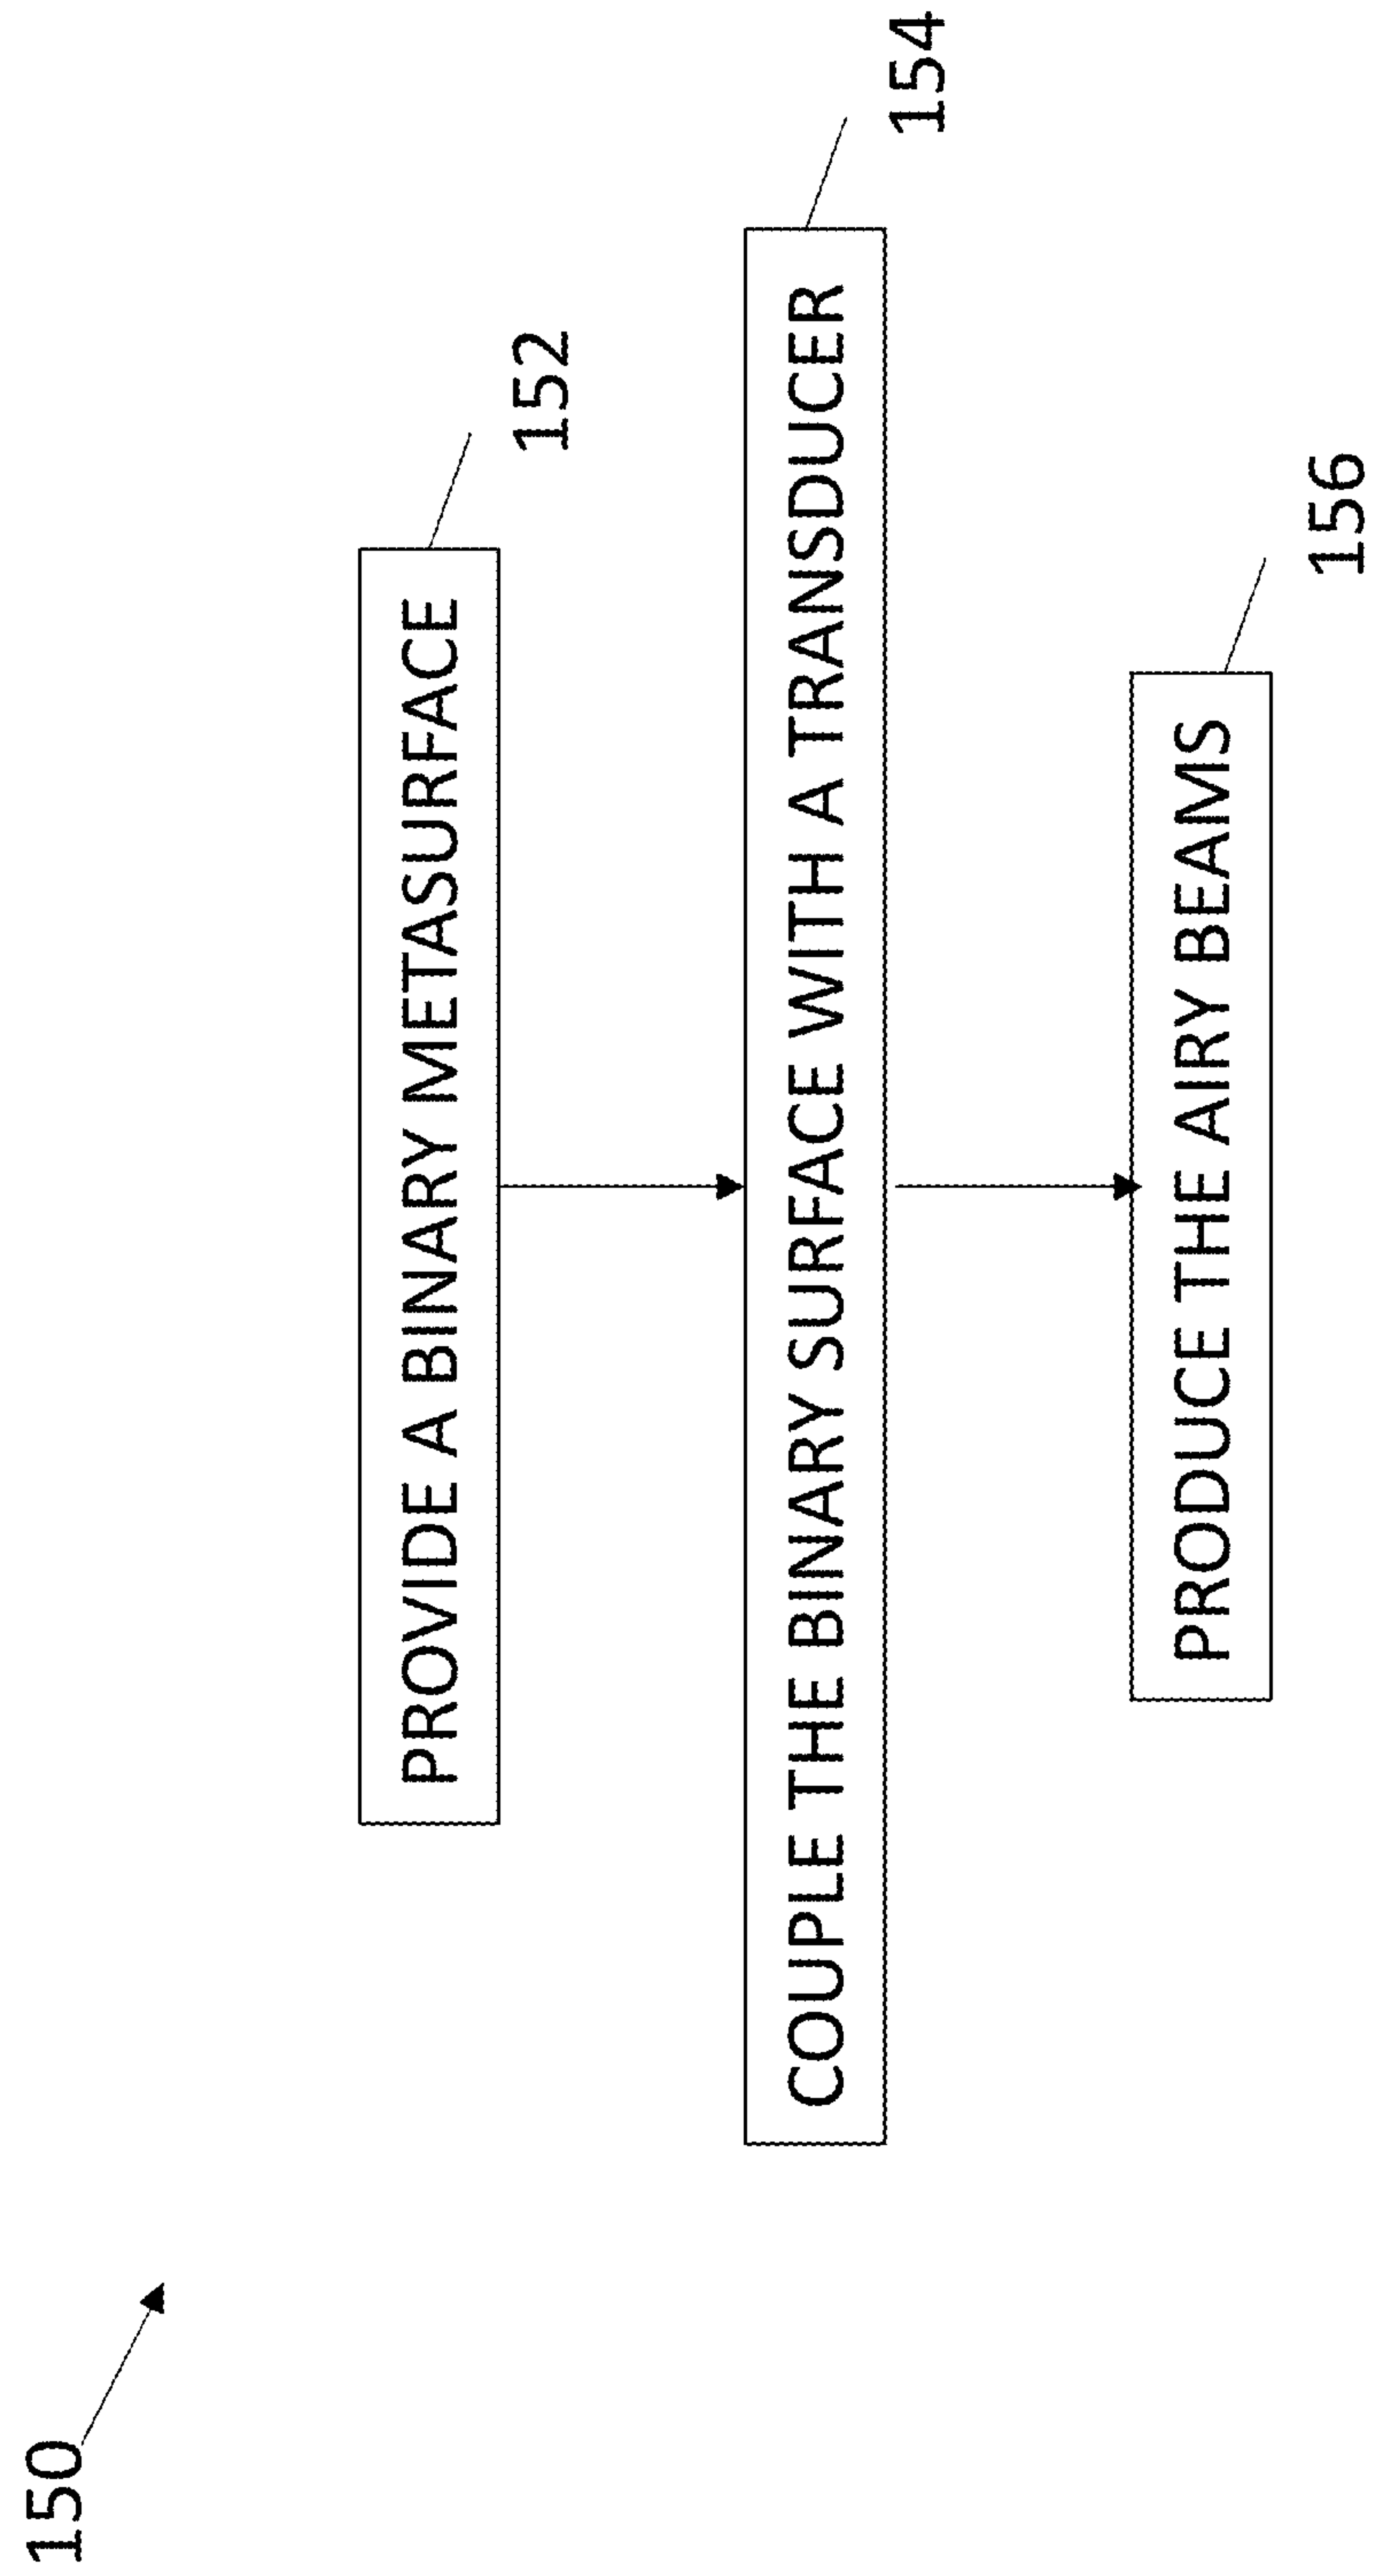 150
PROVIDE A BINARY METASURFACE
152
COUPLE THE BINARY SURFACE WITH A TRANSDUCER
154
PRODUCE THE AIRY BEAMS
156